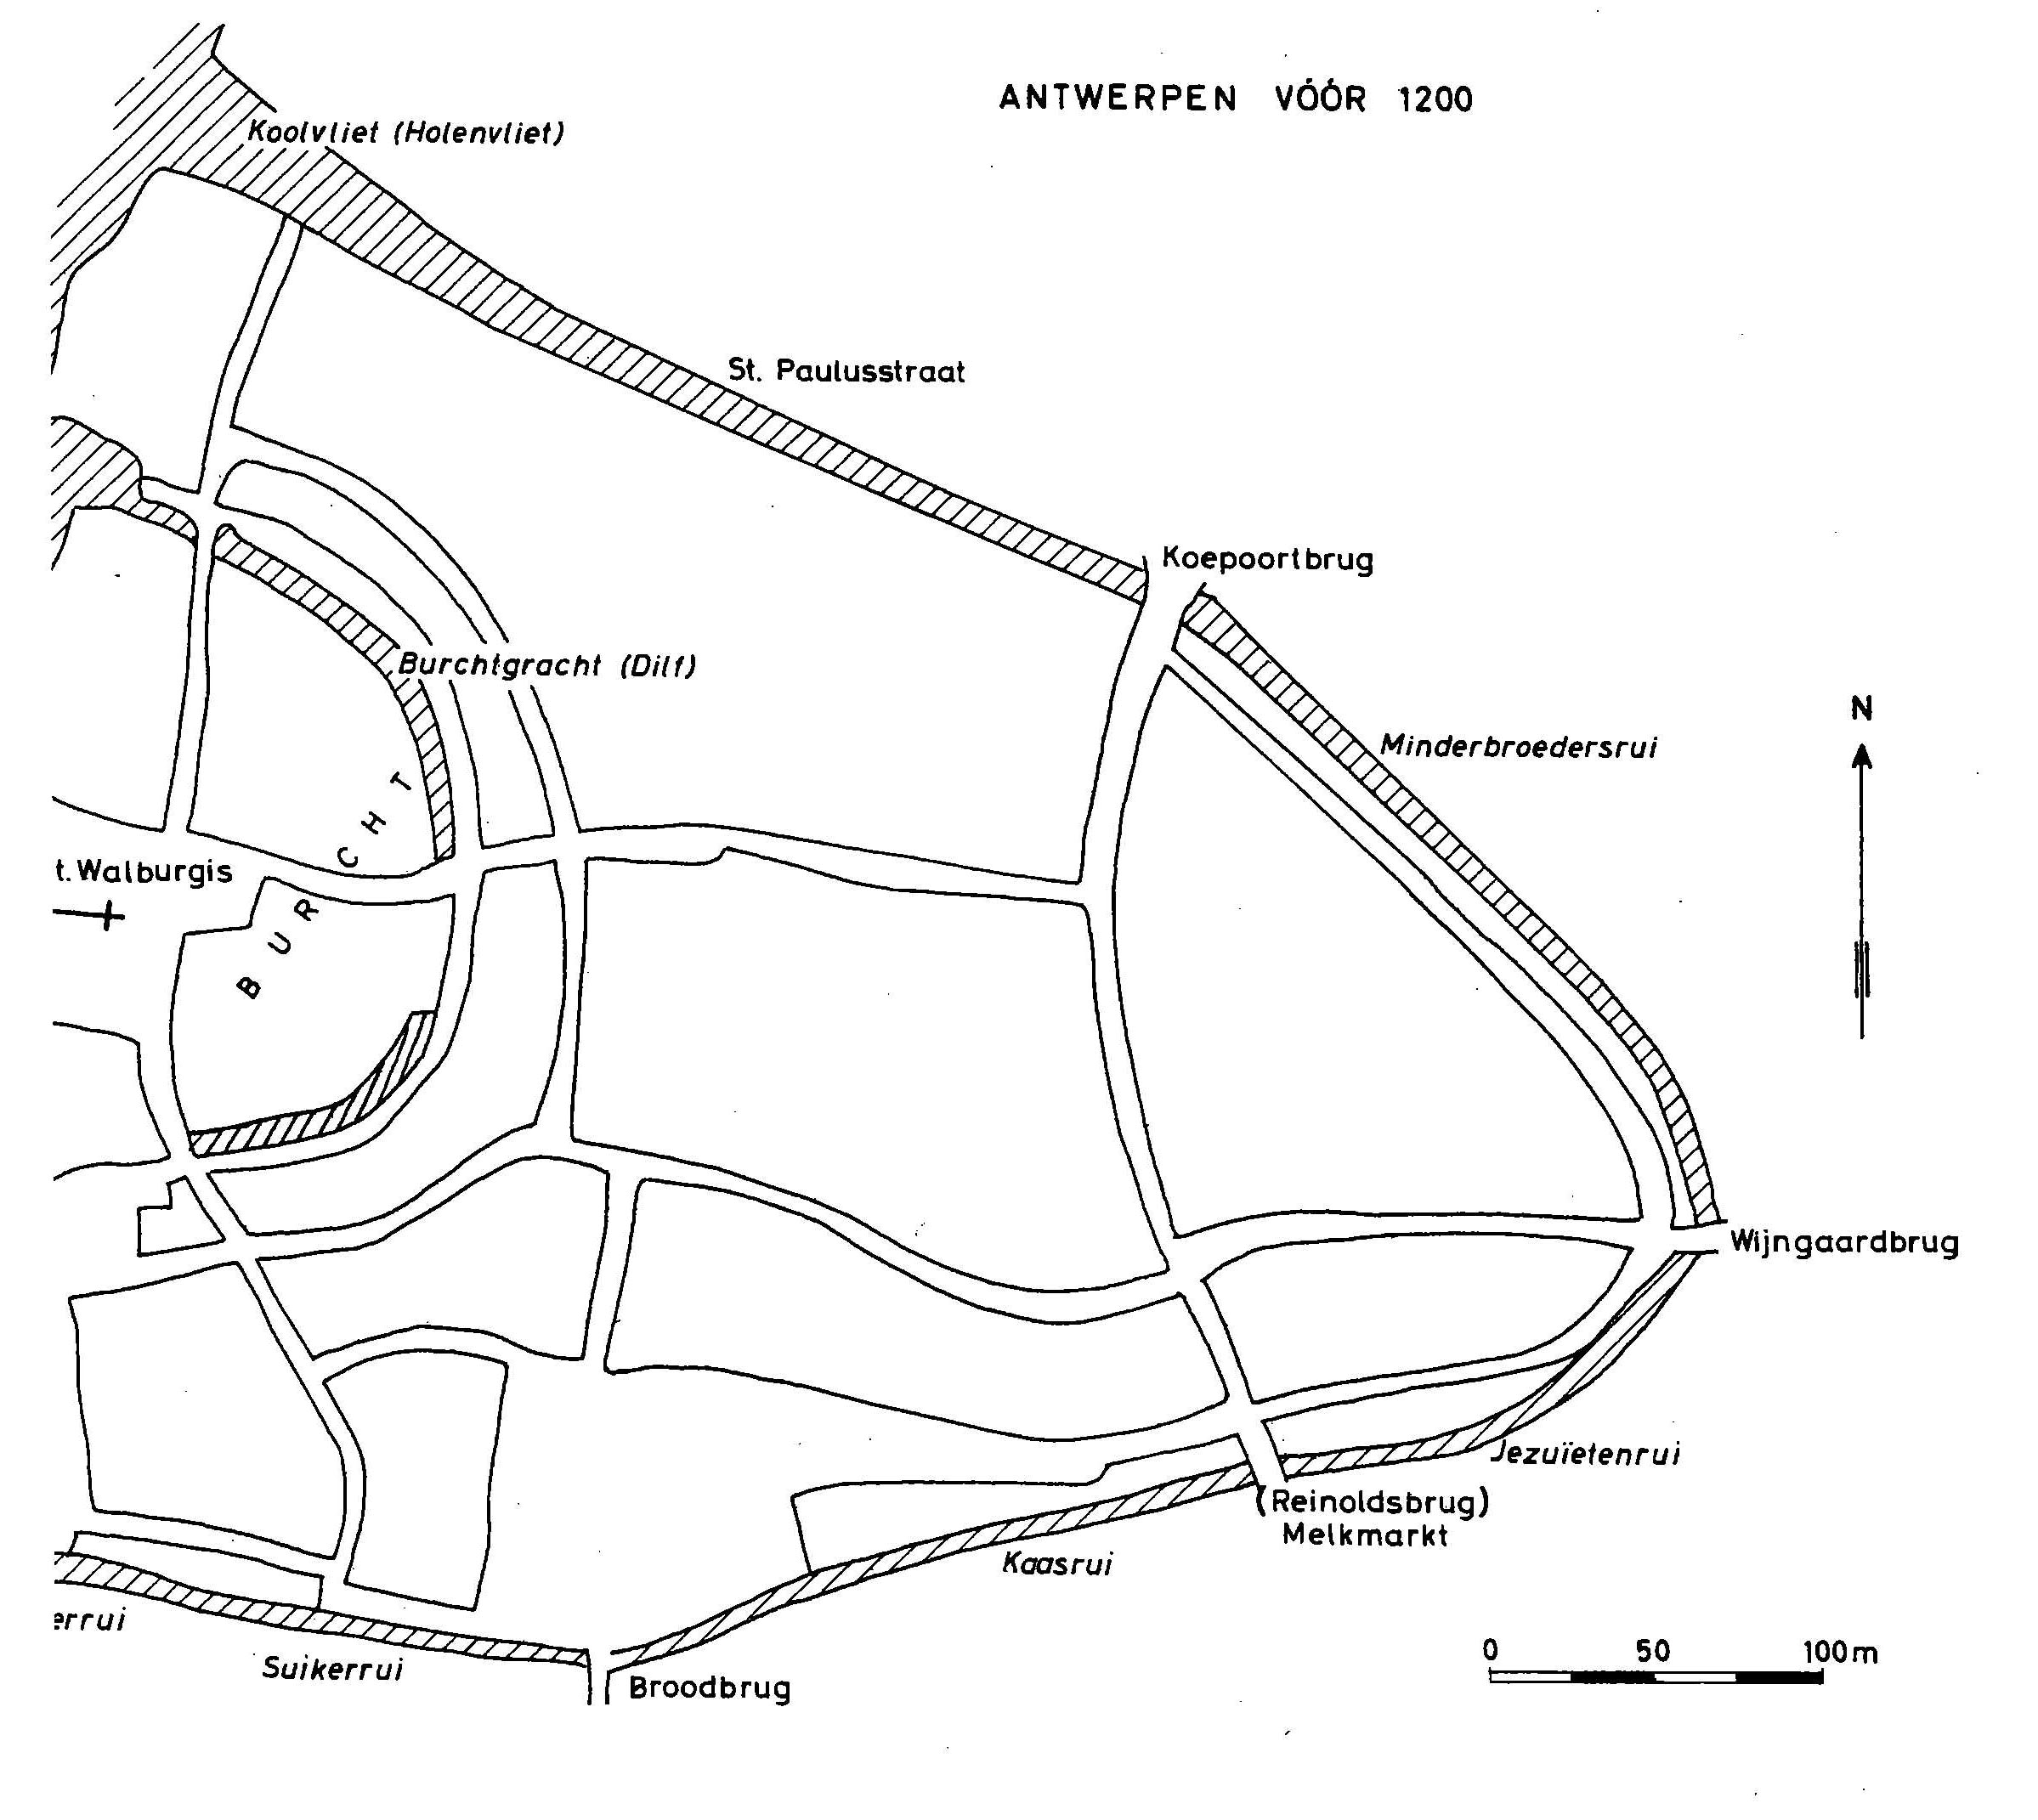 ANTWERPEN VÓÓR 1200
Koolvliet (Holenvliet)
St. Paulusstraat
Koepoortbrug
Burchtgracht (Dilf)
N
Minderbroedersrui
BURCHT
t. Walburgis
Wijngaardbrug
Jezuïetenrui
(Reinoldsbrug)
Melkmarkt
Kaasrui
errui
Suikerrui
Broodbrug
0 50 100m